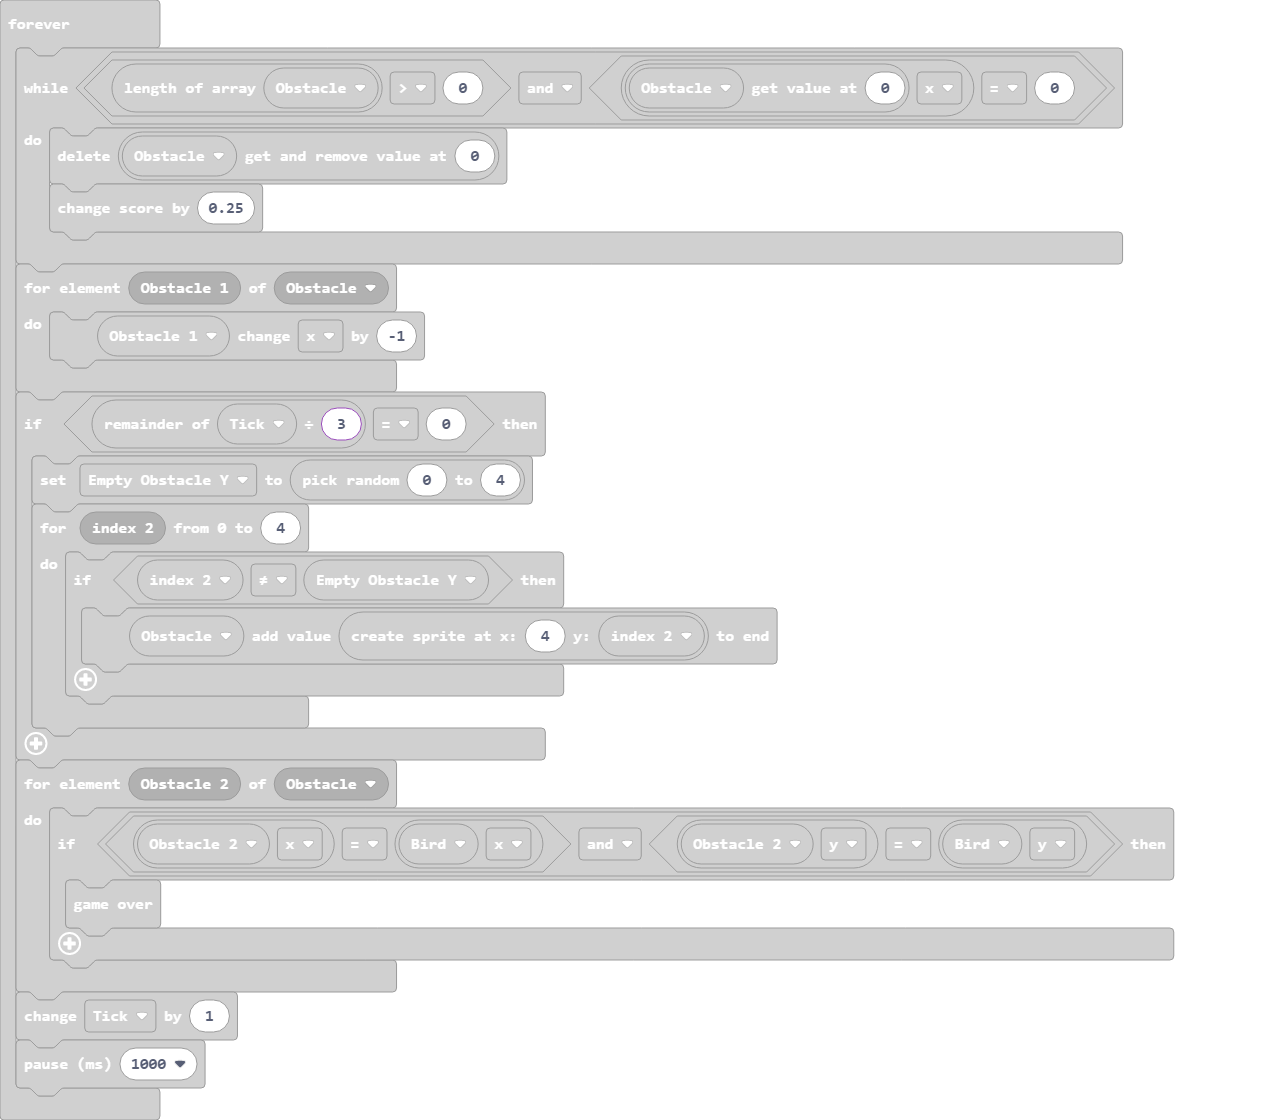 forever
while length of array Obstacle > 0 and Obstacle get value at 0 x = 0
do
delete Obstacle get and remove value at 0
change score by 0.25
for element Obstacle 1 of Obstacle
do
Obstacle 1 change x by -1
if remainder of Tick ÷ 3 = 0 then
set Empty Obstacle Y to pick random 0 to 4
for index 2 from 0 to 4
do
if index 2 ≠ Empty Obstacle Y then
Obstacle add value create sprite at x: 4 y: index 2 to end
for element Obstacle 2 of Obstacle
do
if Obstacle 2 x = Bird x and Obstacle 2 y = Bird y then
game over
change Tick by 1
pause (ms) 1000